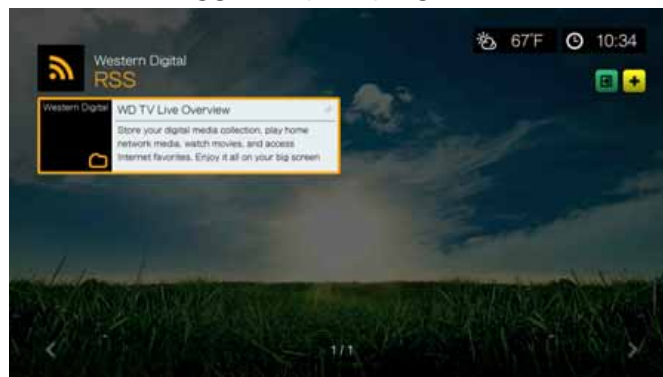 67°F 10:34
Western Digital
RSS
Western Digital WD TV Live Overview
Store your digital media collection, play home
network media, watch movies, and access
Internet favorites. Enjoy it all on your big screen
1 / 1